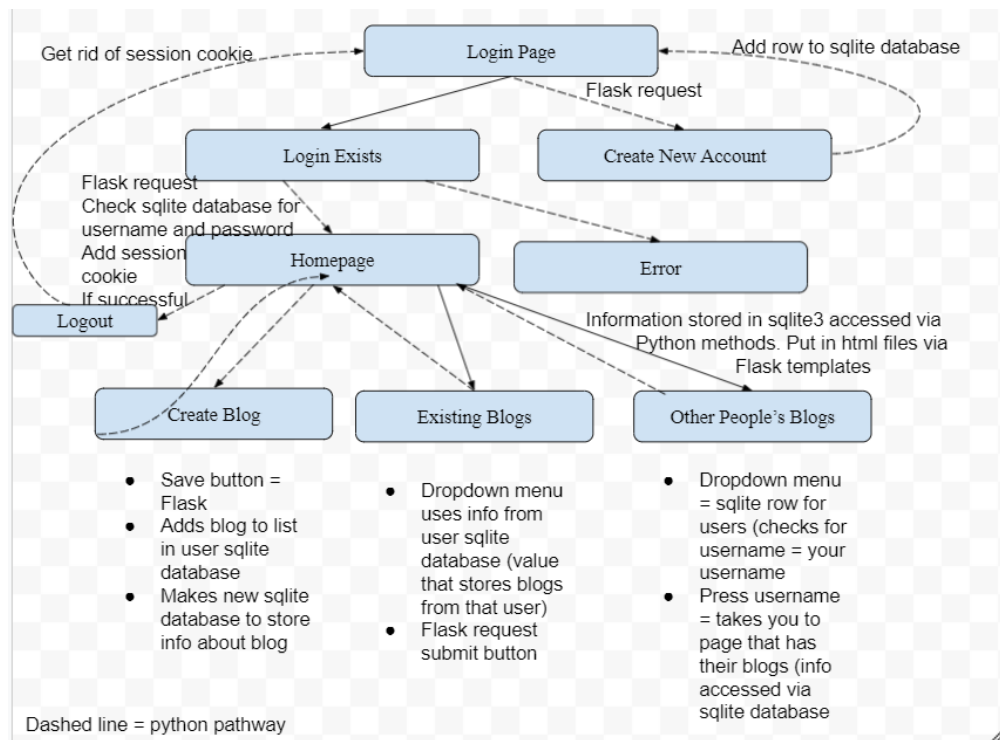 Login Page
Get rid of session cookie
Add row to sqlite database
Flask request
Login Exists
Create New Account
Flask request
Check sqlite database for
username and password
Add session
cookie
If successful
Homepage
Error
Logout
Information stored in sqlite3 accessed via
Python methods. Put in html files via
Flask templates
Create Blog
Existing Blogs
Other People's Blogs
● Save button =
Flask
● Adds blog to list
in user sqlite
database
● Makes new sqlite
database to store
info about blog
● Dropdown menu
uses info from
user sqlite
database (value
that stores blogs
from that user)
● Flask request
submit button
● Dropdown menu
= sqlite row for
users (checks for
username = your
username
● Press username
= takes you to
page that has
their blogs (info
accessed via
sqlite database
Dashed line = python pathway